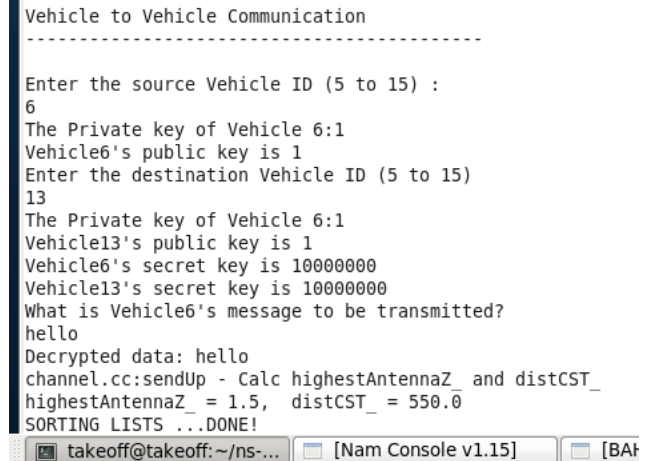 Vehicle to Vehicle Communication
-------------------------------------------
Enter the source Vehicle ID (5 to 15) :
6
The Private key of Vehicle 6:1
Vehicle6's public key is 1
Enter the destination Vehicle ID (5 to 15)
13
The Private key of Vehicle 6:1
Vehicle13's public key is 1
Vehicle6's secret key is 10000000
Vehicle13's secret key is 10000000
What is Vehicle6's message to be transmitted?
hello
Decrypted data: hello
channel.cc:sendUp - Calc highestAntennaZ_ and distCST_
highestAntennaZ_ = 1.5,  distCST_ = 550.0
SORTING LISTS ...DONE!
takeoff@takeoff:~/ns-... [Nam Console v1.15] [BAH